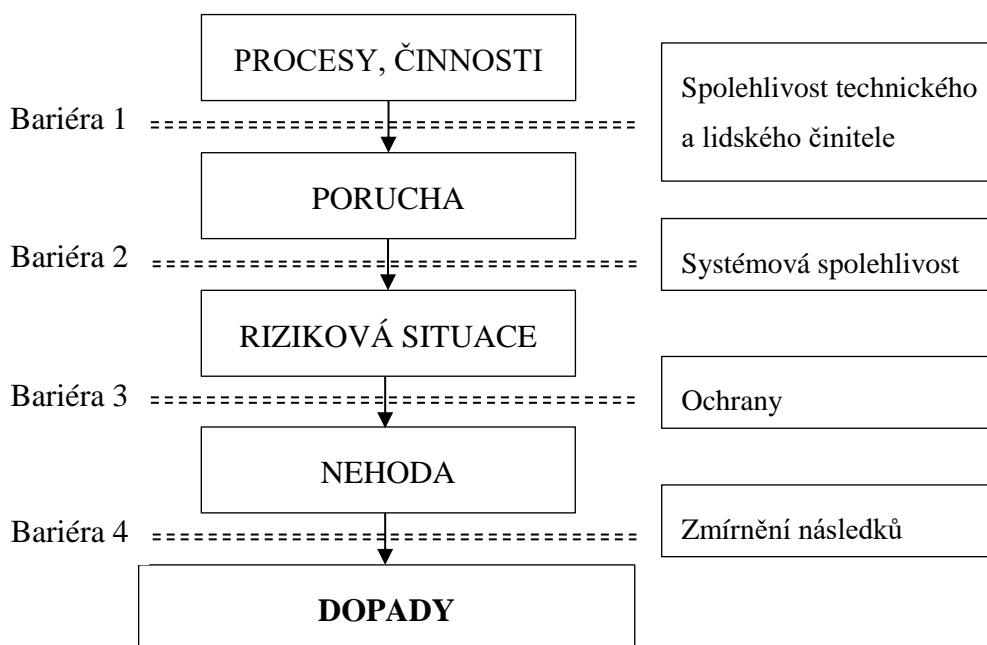 PROCESY, ČINNOSTI
Spolehlivost technického
a lidského činitele
Bariéra 1
PORUCHA
Bariéra 2
Systémová spolehlivost
RIZIKOVÁ SITUACE
Bariéra 3
Ochrany
NEHODA
Bariéra 4
Zmírnění následků
DOPADY